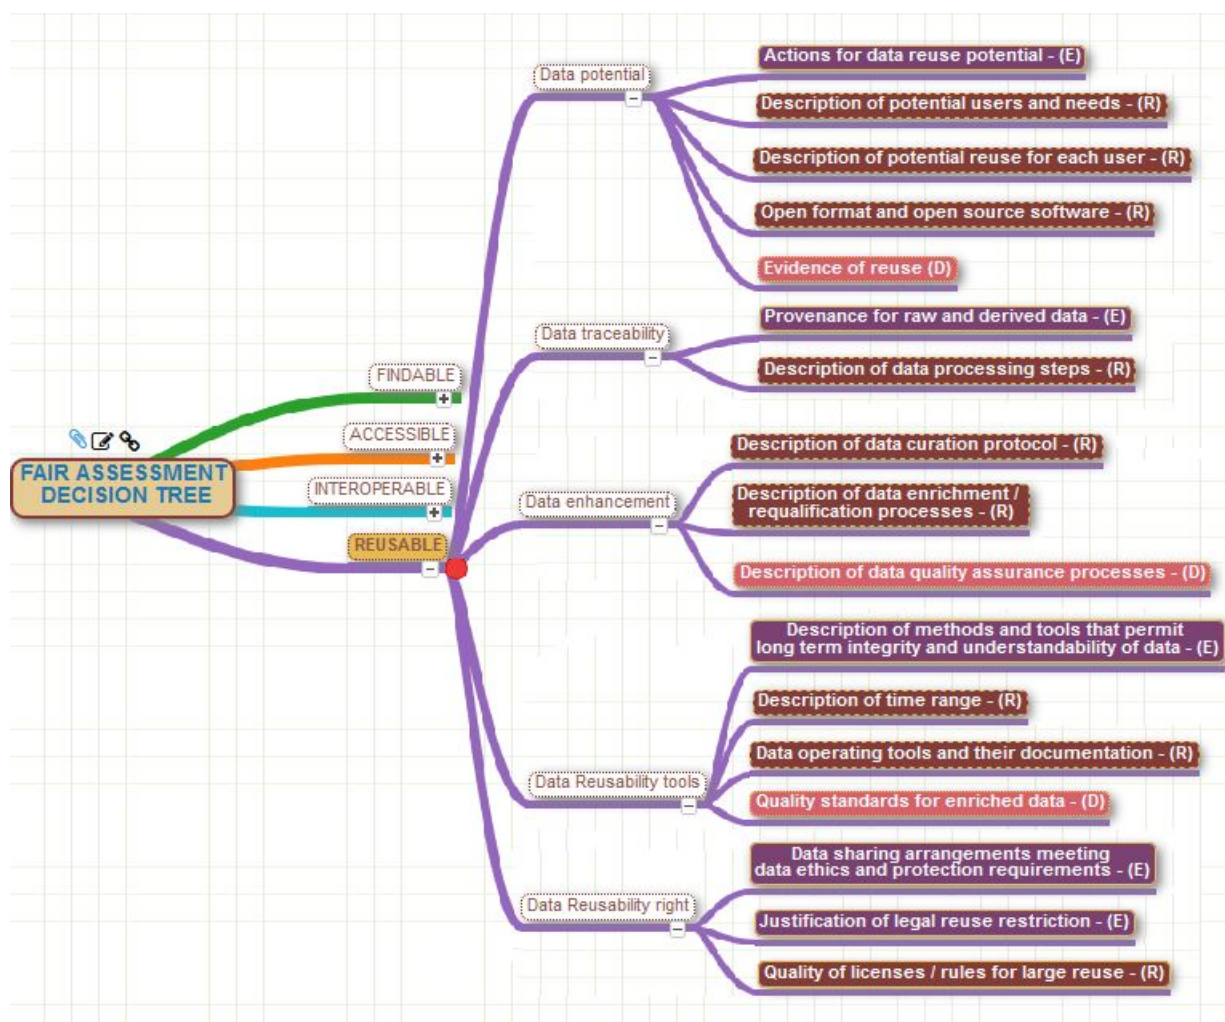 FAIR ASSESSMENT
DECISION TREE
FINDABLE
ACCESSIBLE
INTEROPERABLE
REUSABLE
Data potential
Actions for data reuse potential - (E)
Description of potential users and needs - (R)
Description of potential reuse for each user - (R)
Open format and open source software - (R)
Evidence of reuse (D)
Data traceability
Provenance for raw and derived data - (E)
Description of data processing steps - (R)
Data enhancement
Description of data curation protocol - (R)
Description of data enrichment /
requalification processes - (R)
Description of data quality assurance processes - (D)
Data Reusability tools
Description of methods and tools that permit
long term integrity and understandability of data - (E)
Description of time range - (R)
Data operating tools and their documentation - (R)
Quality standards for enriched data - (D)
Data Reusability right
Data sharing arrangements meeting
data ethics and protection requirements - (E)
Justification of legal reuse restriction - (E)
Quality of licenses / rules for large reuse - (R)